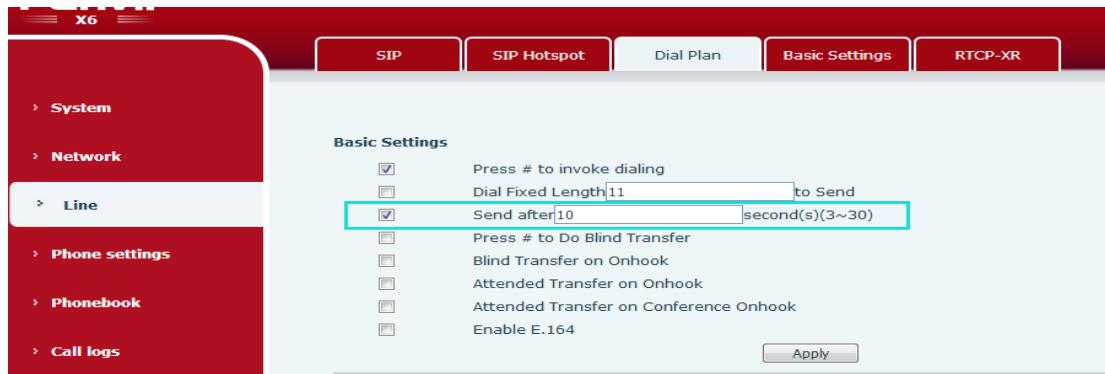 X6
SIP
SIP Hotspot
Dial Plan
Basic Settings
RTCP-XR
› System
› Network
› Line
› Phone settings
› Phonebook
› Call logs
Basic Settings
Press # to invoke dialing
Dial Fixed Length 11 to Send
Send after 10 second(s)(3~30)
Press # to Do Blind Transfer
Blind Transfer on Onhook
Attended Transfer on Onhook
Attended Transfer on Conference Onhook
Enable E.164
Apply